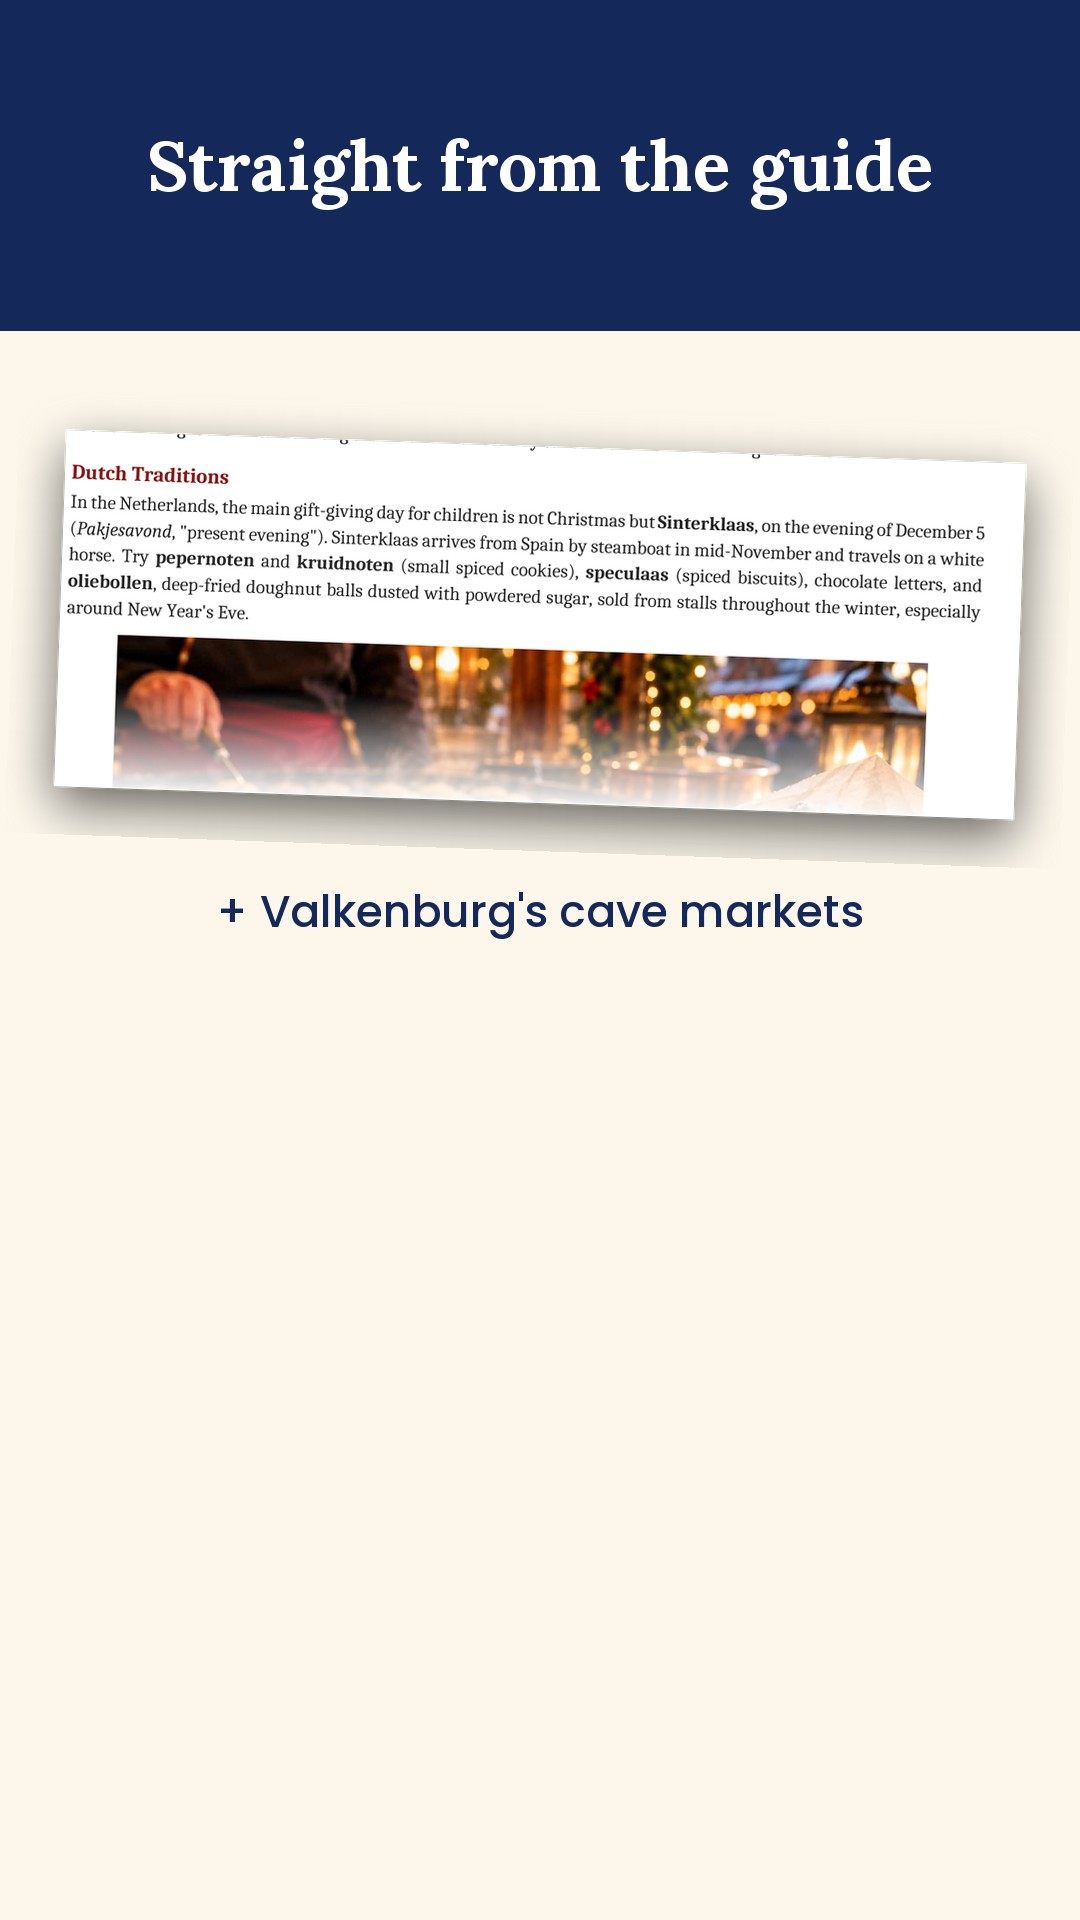 Straight from the guide
Dutch Traditions
In the Netherlands, the main gift-giving day for children is not Christmas but Sinterklaas, on the evening of December 5
(Pakjesavond, "present evening"). Sinterklaas arrives from Spain by steamboat in mid-November and travels on a white
horse. Try pepernoten and kruidnoten (small spiced cookies), speculaas (spiced biscuits), chocolate letters, and
oliebollen, deep-fried doughnut balls dusted with powdered sugar, sold from stalls throughout the winter, especially
around New Year's Eve.
+ Valkenburg's cave markets